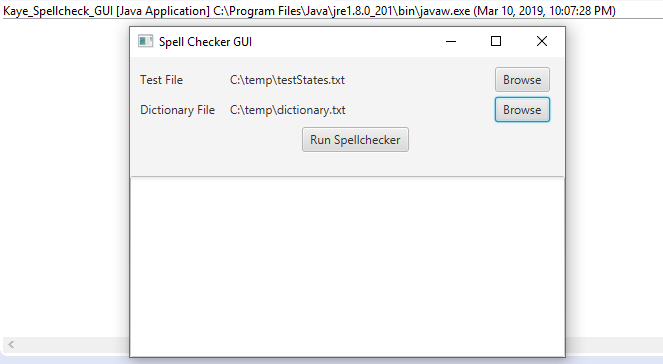 Kaye_Spellcheck_GUI [Java Application] C:\Program Files\Java\jre1.8.0_201\bin\javaw.exe (Mar 10, 2019, 10:07:28 PM)
Spell Checker GUI
Test File C:\temp\testStates.txt Browse
Dictionary File C:\temp\dictionary.txt Browse
Run Spellchecker